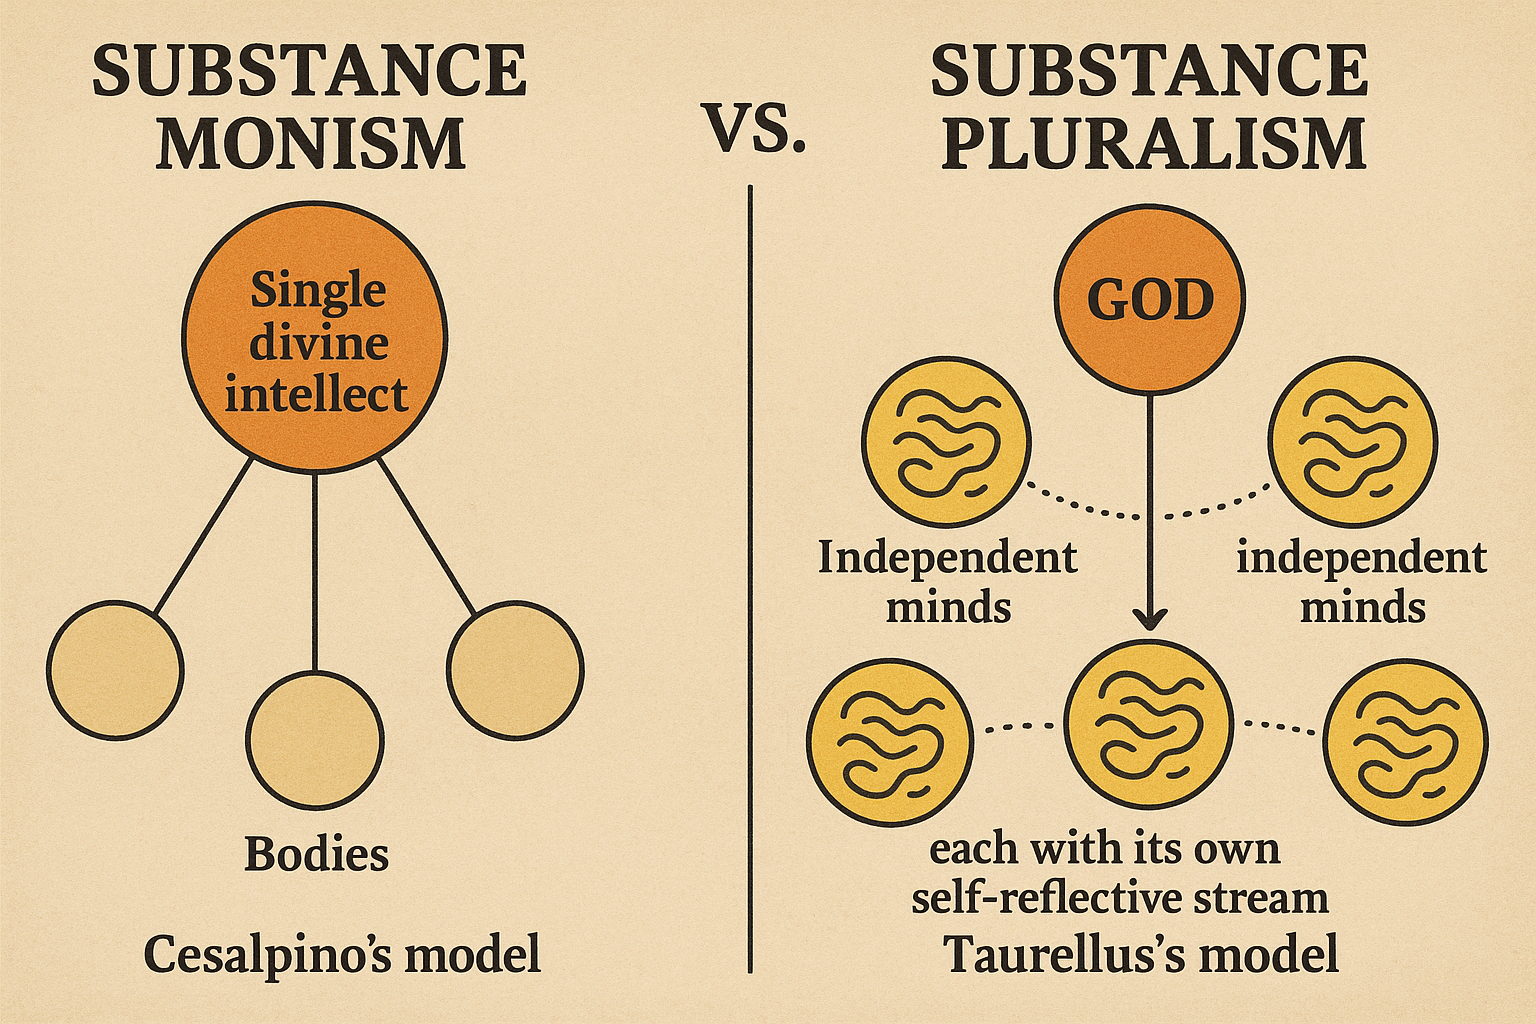 SUBSTANCE
MONISM
VS.
SUBSTANCE
PLURALISM
Single
divine
intellect
Bodies
Cesalpino’s model
GOD
Independent
minds
independent
minds
each with its own
self-reflective stream
Taurellus’s model